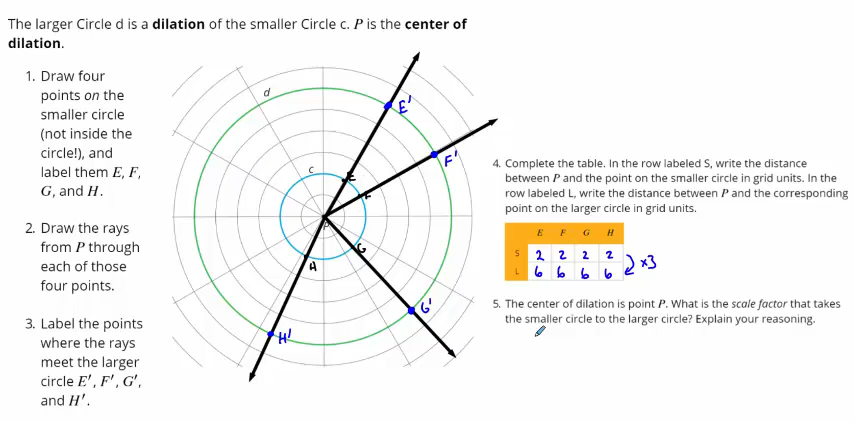 The larger Circle d is a dilation of the smaller Circle c. P is the center of
dilation.
1. Draw four
points on the
smaller circle
(not inside the
circle!), and
label them E, F,
G, and H.
2. Draw the rays
from P through
each of those
four points.
3. Label the points
where the rays
meet the larger
circle E′, F′, G′,
and H′.
d
E'
F'
c
E
F
P
G
H
G'
H'
4. Complete the table. In the row labeled S, write the distance
between P and the point on the smaller circle in grid units. In the
row labeled L, write the distance between P and the corresponding
point on the larger circle in grid units.
E F G H
S 2 2 2 2
L 6 6 6 6
x3
5. The center of dilation is point P. What is the scale factor that takes
the smaller circle to the larger circle? Explain your reasoning.